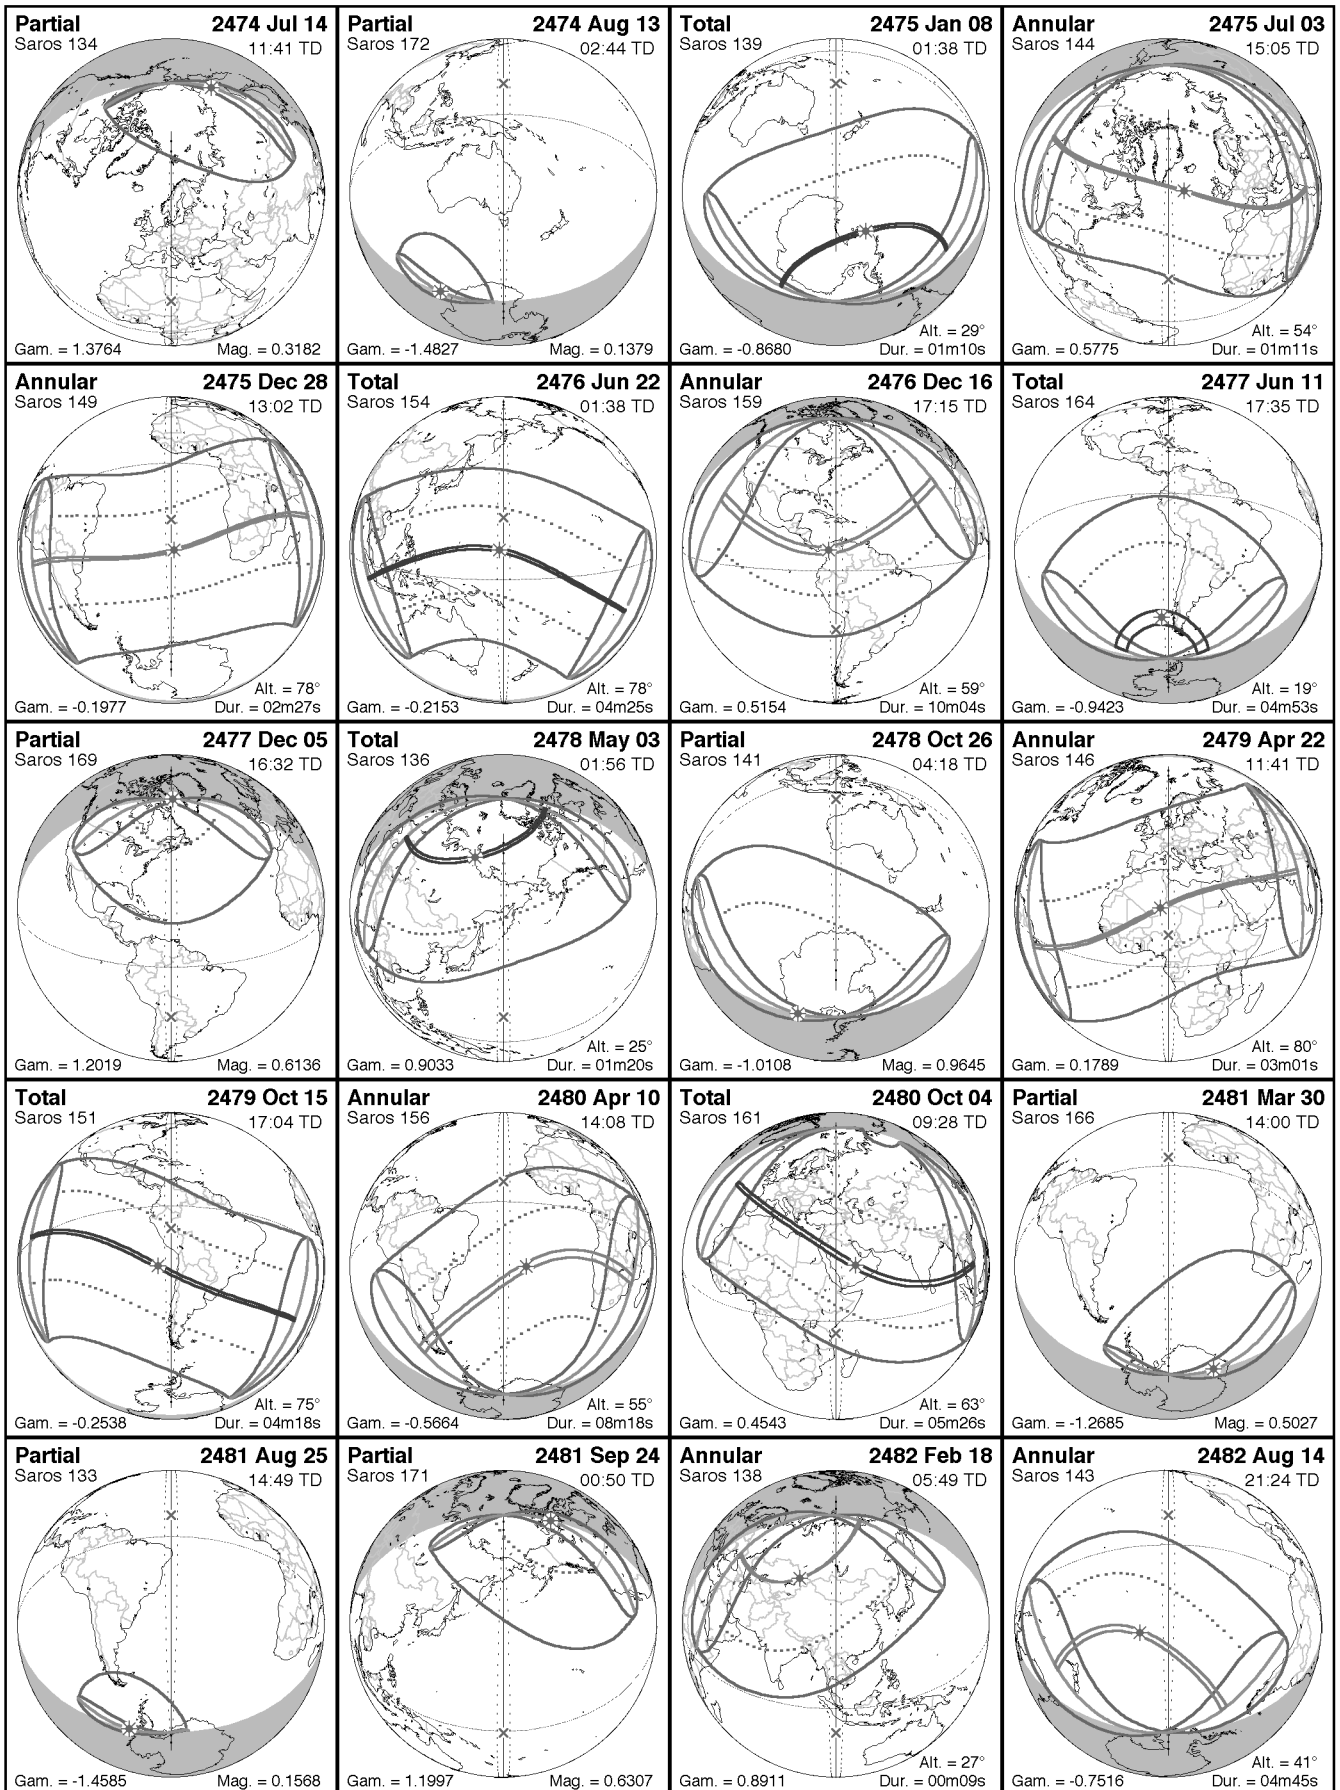 Partial 2474 Jul 14
Saros 134 11:41 TD
Gam. = 1.3764 Mag. = 0.3182
Partial 2474 Aug 13
Saros 172 02:44 TD
Gam. = -1.4827 Mag. = 0.1379
Total 2475 Jan 08
Saros 139 01:38 TD
Alt. = 29°
Gam. = -0.8680 Dur. = 01m10s
Annular 2475 Jul 03
Saros 144 15:05 TD
Alt. = 54°
Gam. = 0.5775 Dur. = 01m11s
Annular 2475 Dec 28
Saros 149 13:02 TD
Alt. = 78°
Gam. = -0.1977 Dur. = 02m27s
Total 2476 Jun 22
Saros 154 01:38 TD
Alt. = 78°
Gam. = -0.2153 Dur. = 04m25s
Annular 2476 Dec 16
Saros 159 17:15 TD
Alt. = 59°
Gam. = 0.5154 Dur. = 10m04s
Total 2477 Jun 11
Saros 164 17:35 TD
Alt. = 19°
Gam. = -0.9423 Dur. = 04m53s
Partial 2477 Dec 05
Saros 169 16:32 TD
Gam. = 1.2019 Mag. = 0.6136
Total 2478 May 03
Saros 136 01:56 TD
Alt. = 25°
Gam. = 0.9033 Dur. = 01m20s
Partial 2478 Oct 26
Saros 141 04:18 TD
Gam. = -1.0108 Mag. = 0.9645
Annular 2479 Apr 22
Saros 146 11:41 TD
Alt. = 80°
Gam. = 0.1789 Dur. = 03m01s
Total 2479 Oct 15
Saros 151 17:04 TD
Alt. = 75°
Gam. = -0.2538 Dur. = 04m18s
Annular 2480 Apr 10
Saros 156 14:08 TD
Alt. = 55°
Gam. = -0.5664 Dur. = 08m18s
Total 2480 Oct 04
Saros 161 09:28 TD
Alt. = 63°
Gam. = 0.4543 Dur. = 05m26s
Partial 2481 Mar 30
Saros 166 14:00 TD
Gam. = -1.2685 Mag. = 0.5027
Partial 2481 Aug 25
Saros 133 14:49 TD
Gam. = -1.4585 Mag. = 0.1568
Partial 2481 Sep 24
Saros 171 00:50 TD
Gam. = 1.1997 Mag. = 0.6307
Annular 2482 Feb 18
Saros 138 05:49 TD
Alt. = 27°
Gam. = 0.8911 Dur. = 00m09s
Annular 2482 Aug 14
Saros 143 21:24 TD
Alt. = 41°
Gam. = -0.7516 Dur. = 04m45s